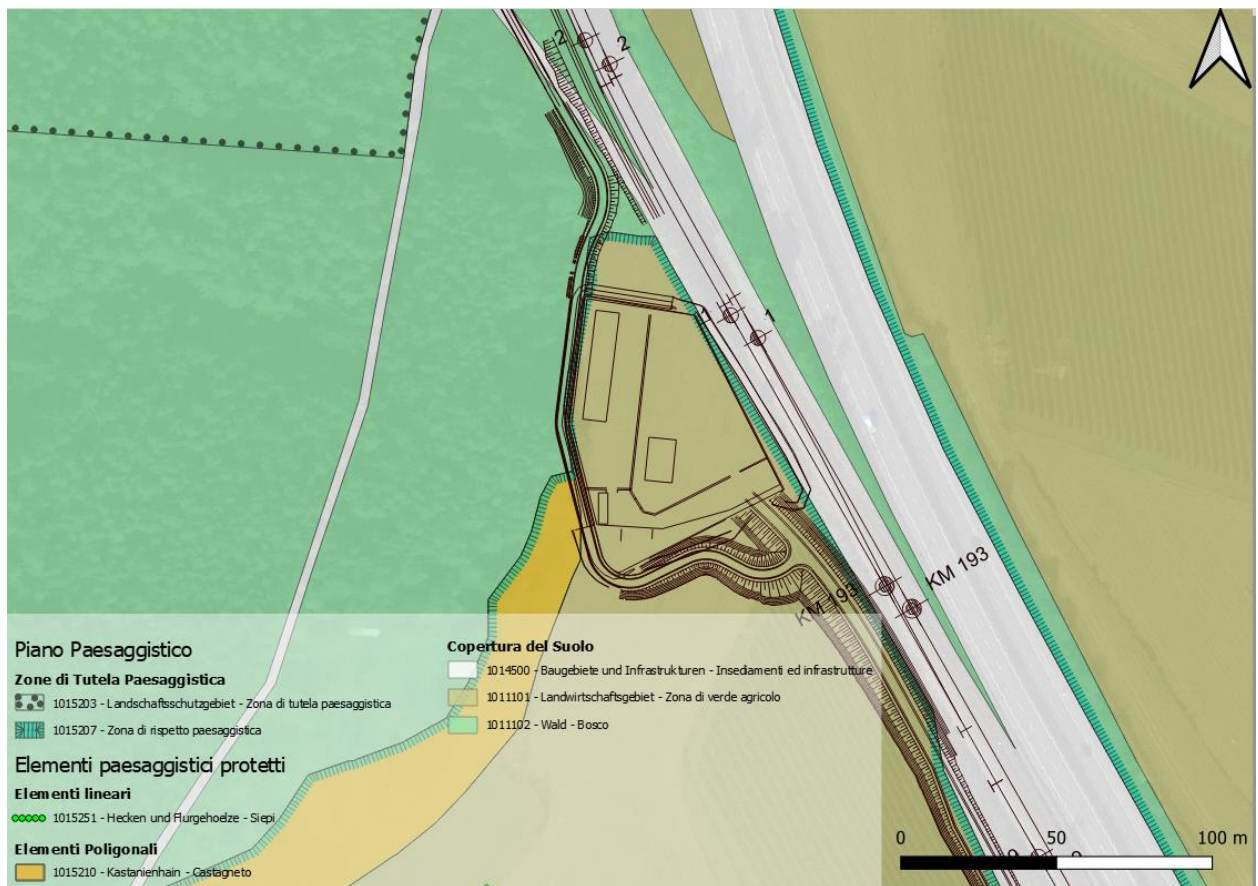 2
2
1
1
KM 193
KM 193
Piano Paesaggistico
Zone di Tutela Paesaggistica
1015203 - Landschaftsschutzgebiet - Zona di tutela paesaggistica
1015207 - Zona di rispetto paesaggistica
Elementi paesaggistici protetti
Elementi lineari
1015251 - Hecken und Flurgehoelze - Siepi
Elementi Poligonali
1015210 - Kastanienhain - Castagneto
Copertura del Suolo
1014500 - Baugebiete und Infrastrukturen - Insediamenti ed infrastrutture
1011101 - Landwirtschaftsgebiet - Zona di verde agricolo
1011102 - Wald - Bosco
0 50 100 m